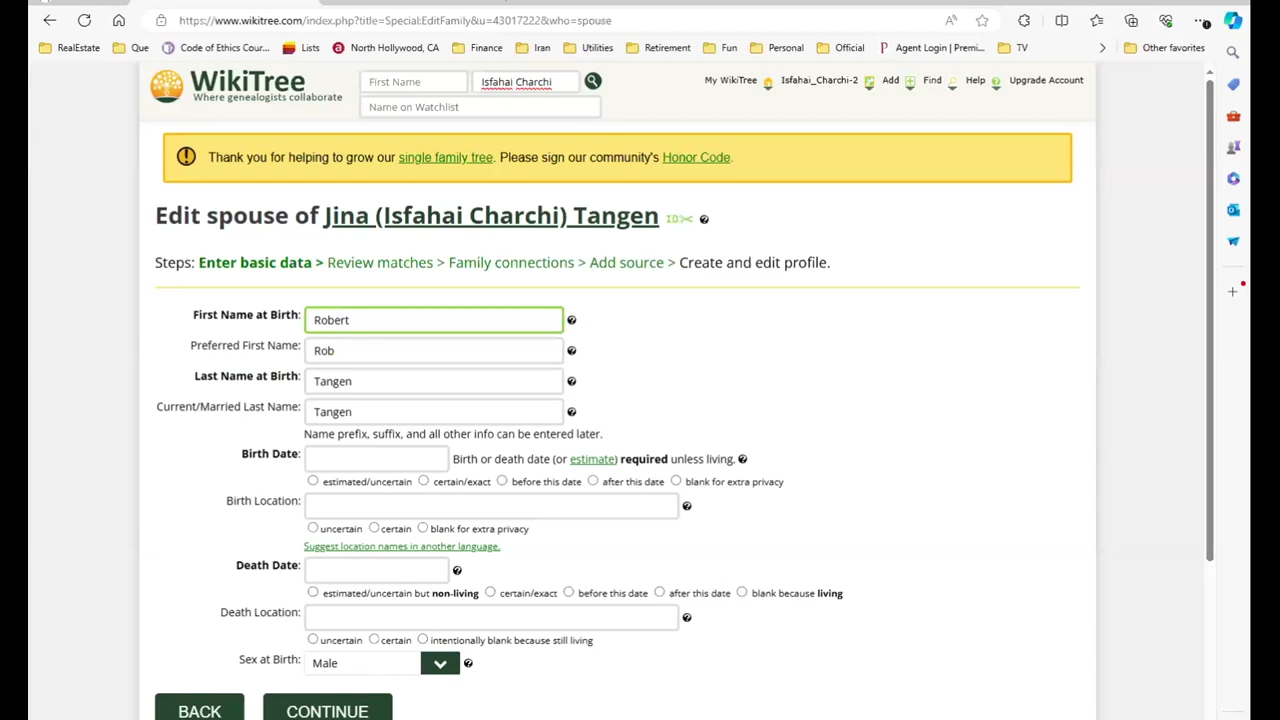 https://www.wikitree.com/index.php?title=Special:EditFamily&u=43017222&who=spouse
RealEstate Que Code of Ethics Cour... Lists North Hollywood, CA Finance Iran Utilities Retirement Fun Personal Official Agent Login | Premi... TV Other favorites
WikiTree
Where genealogists collaborate
First Name Isfahai Charchi
Name on Watchlist
My WikiTree Isfahai_Charchi-2 Add Find Help Upgrade Account
Thank you for helping to grow our single family tree. Please sign our community's Honor Code.
Edit spouse of Jina (Isfahai Charchi) Tangen ID
Steps: Enter basic data > Review matches > Family connections > Add source > Create and edit profile.
First Name at Birth: Robert
Preferred First Name: Rob
Last Name at Birth: Tangen
Current/Married Last Name: Tangen
Name prefix, suffix, and all other info can be entered later.
Birth Date: Birth or death date (or estimate) required unless living.
estimated/uncertain certain/exact before this date after this date blank for extra privacy
Birth Location:
uncertain certain blank for extra privacy
Suggest location names in another language.
Death Date:
estimated/uncertain but non-living certain/exact before this date after this date blank because living
Death Location:
uncertain certain intentionally blank because still living
Sex at Birth: Male
BACK CONTINUE